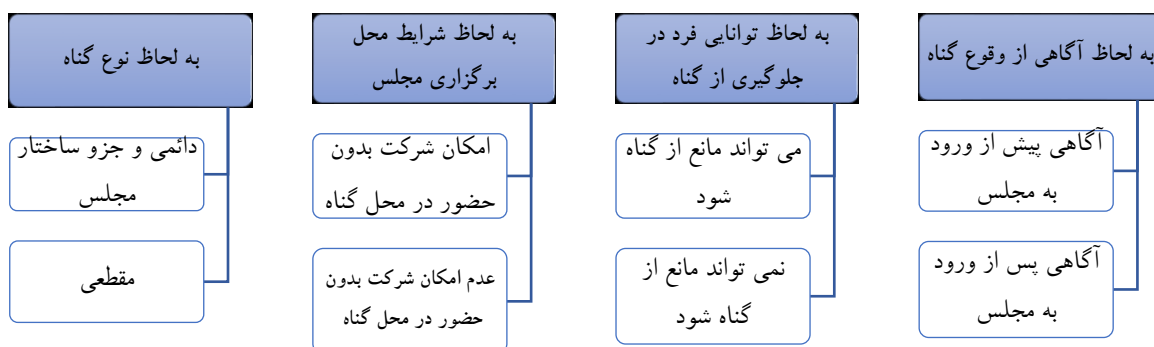 به لحاظ آگاهی از وقوع گناه
آگاهی پیش از ورود
به مجلس
آگاهی پس از ورود
به مجلس
به لحاظ توانایی فرد در
جلوگیری از گناه
می تواند مانع از گناه
شود
نمی تواند مانع از
گناه شود
به لحاظ شرایط محل
برگزاری مجلس
امکان شرکت بدون
حضور در محل گناه
عدم امکان شرکت بدون
حضور در محل گناه
به لحاظ نوع گناه
دائمی و جزو ساختار
مجلس
مقطعی